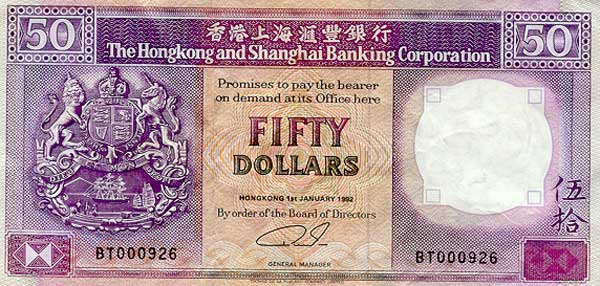 50
香港上海滙豐銀行
50
The Hongkong and Shanghai Banking Corporation
Promises to pay the bearer
on demand at its Office here
FIFTY
DOLLARS
HONGKONG 1st JANUARY 1992
By order of the Board of Directors
GENERAL MANAGER
伍拾
BT000926
BT000926